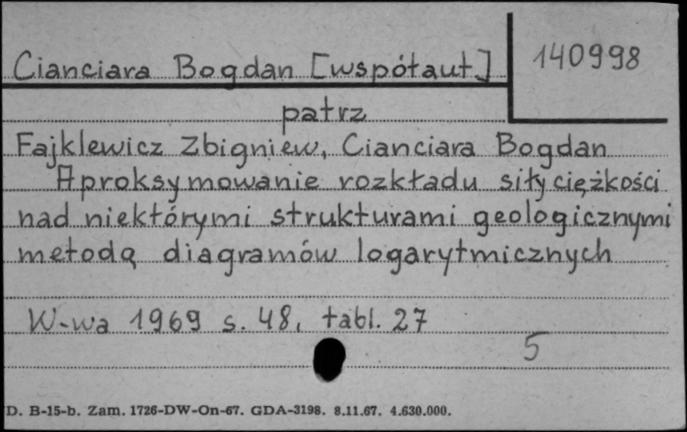 Cianciara Bogdan [współaut]
140998
patrz
Fajklewicz Zbigniew, Cianciara Bogdan
Aproksymowanie rozkładu siły ciężkości
nad niektórymi strukturami geologicznymi
metodą diagramów logarytmicznych
W-wa 1969 s. 48, tabl. 27
5
D. B-15-b. Zam. 1726-DW-On-67. GDA-3198. 8.11.67. 4.630.000.